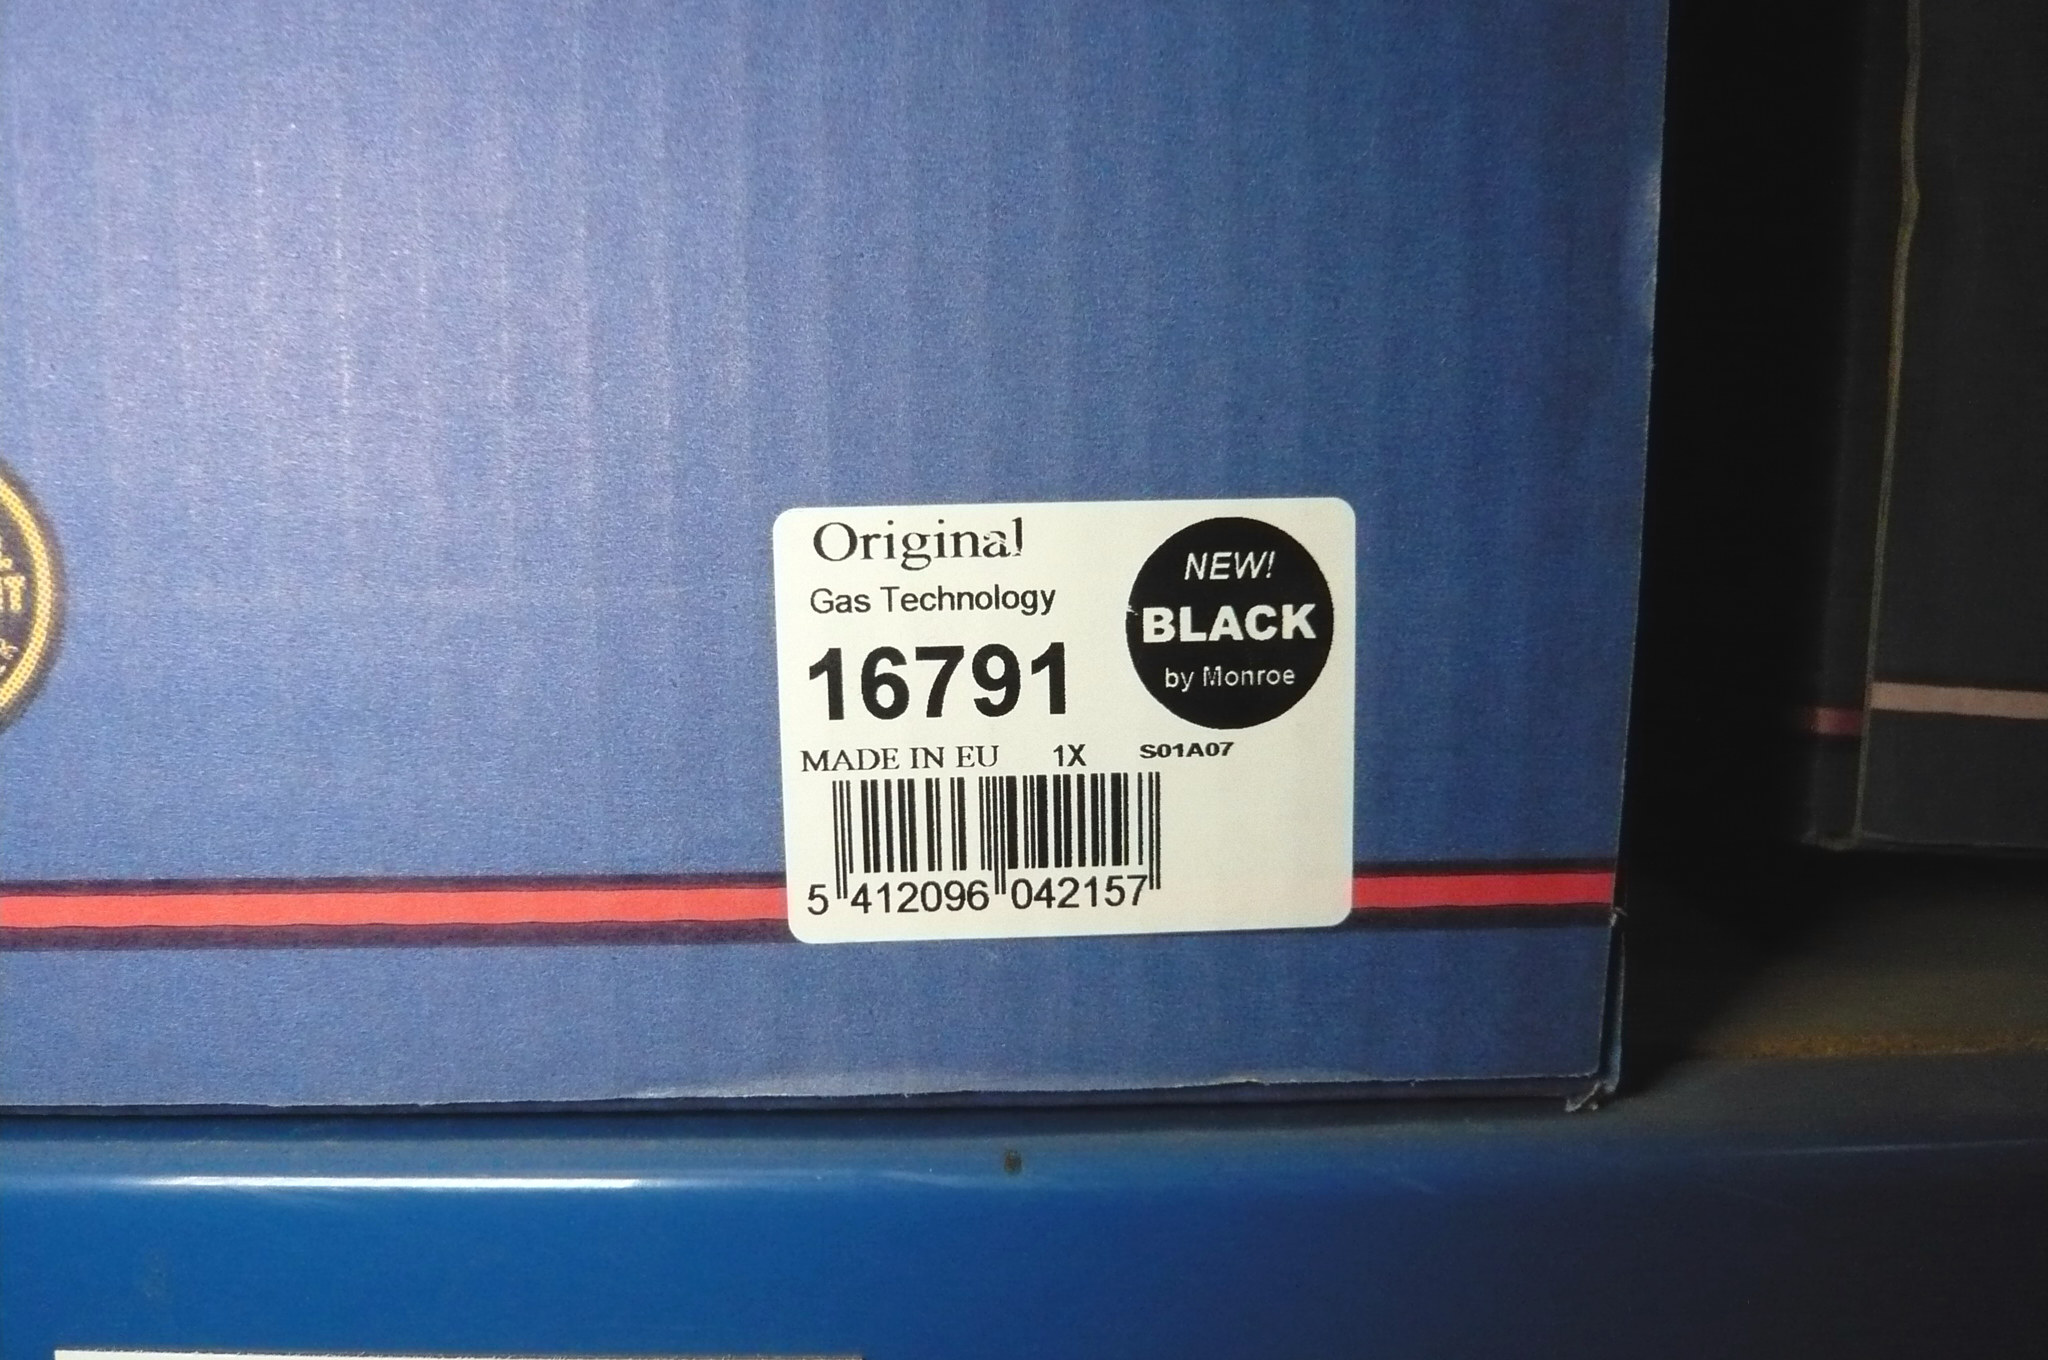 Original
Gas Technology
16791
NEW!
BLACK
by Monroe
MADE IN EU 1X S01A07
5 412096 042157